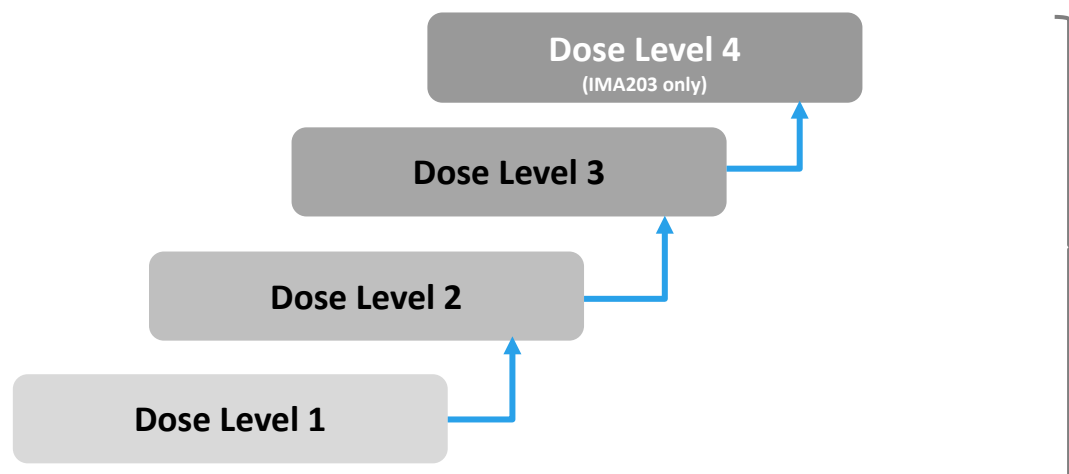 Dose Level 4
(IMA203 only)
Dose Level 3
Dose Level 2
Dose Level 1